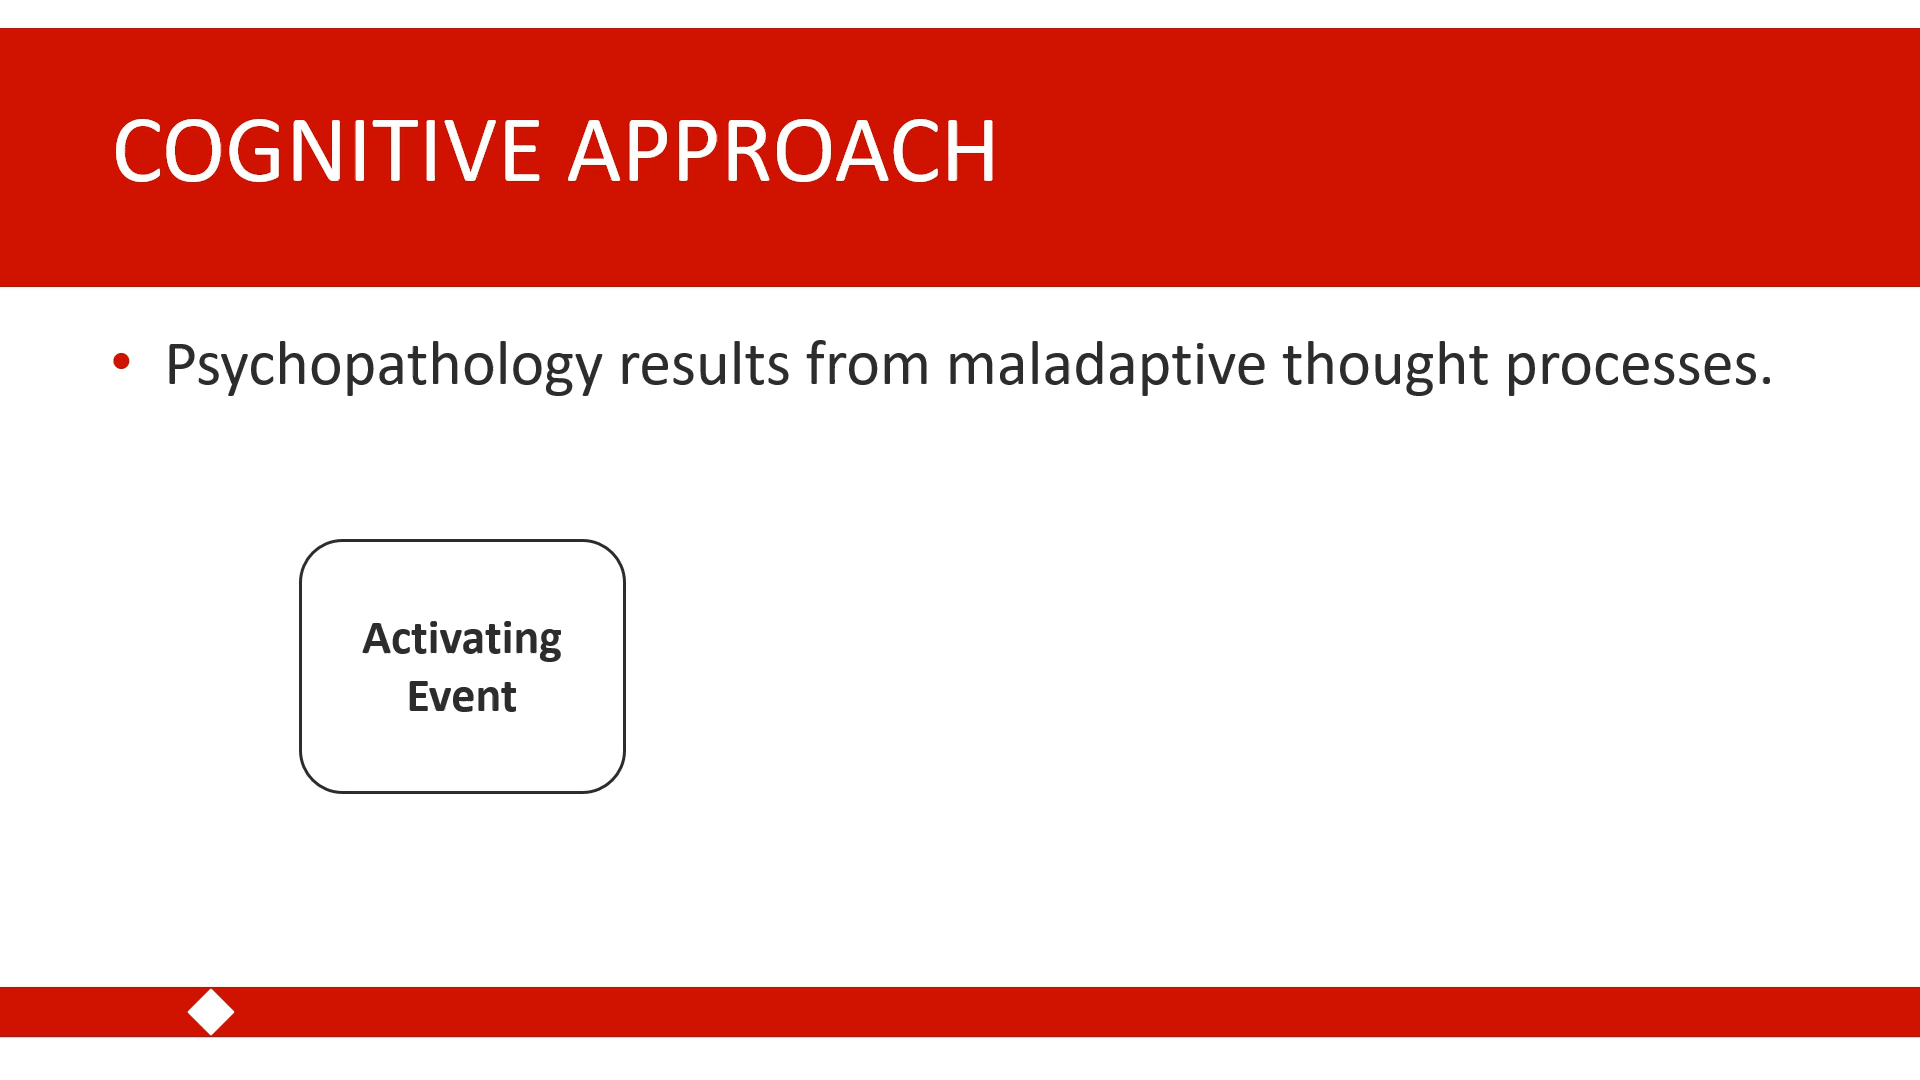 COGNITIVE APPROACH
• Psychopathology results from maladaptive thought processes.
Activating
Event